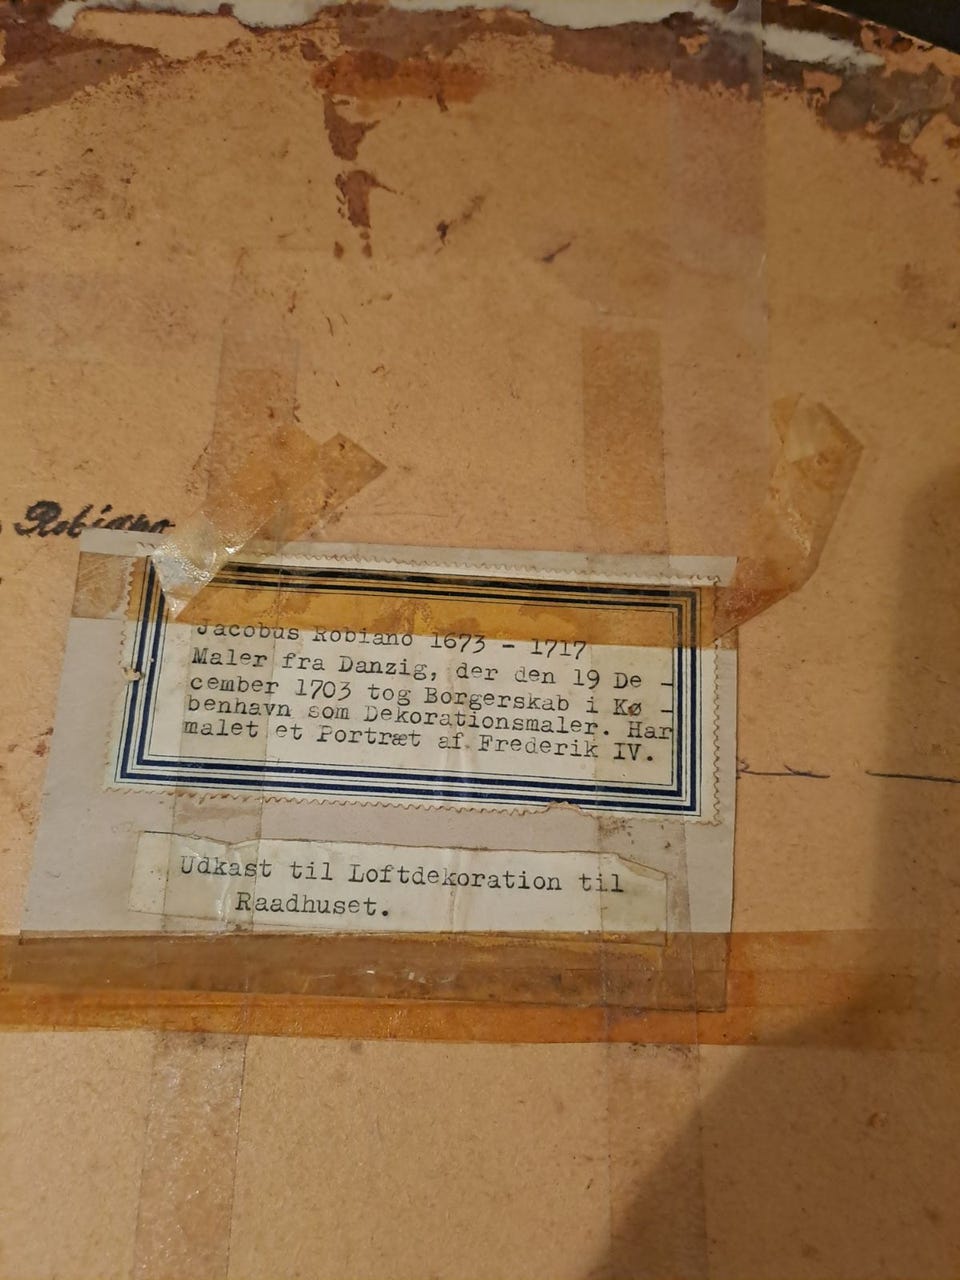 Robiano
Jacobus Robiano 1673 - 1717
Maler fra Danzig, der den 19 De -
cember 1703 tog Borgerskab i Kø -
benhavn som Dekorationsmaler. Har
malet et Portræt af Frederik IV.
Udkast til Loftdekoration til
Raadhuset.